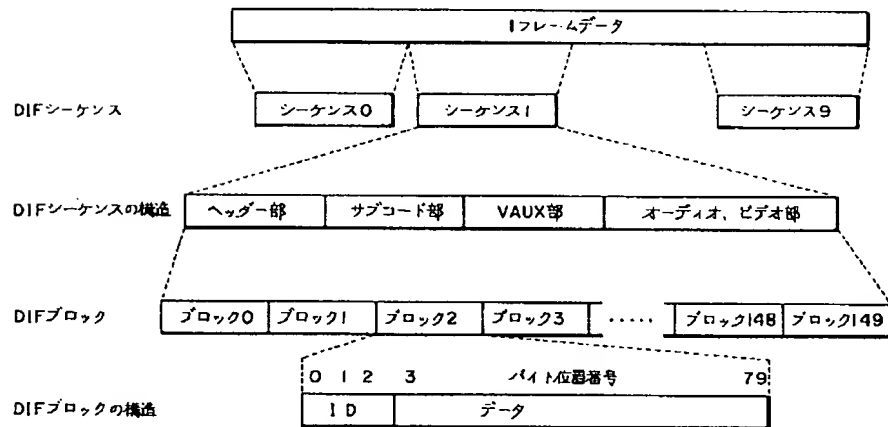 1フレームデータ
DIFシーケンス シーケンス0 シーケンス1 シーケンス9
DIFシーケンスの構造 ヘッダー部 サブコード部 VAUX部 オーディオ、ビデオ部
DIFブロック ブロック0 ブロック1 ブロック2 ブロック3 ····· ブロック148 ブロック149
0 1 2 3 バイト位置番号 79
DIFブロックの構造 ID データ